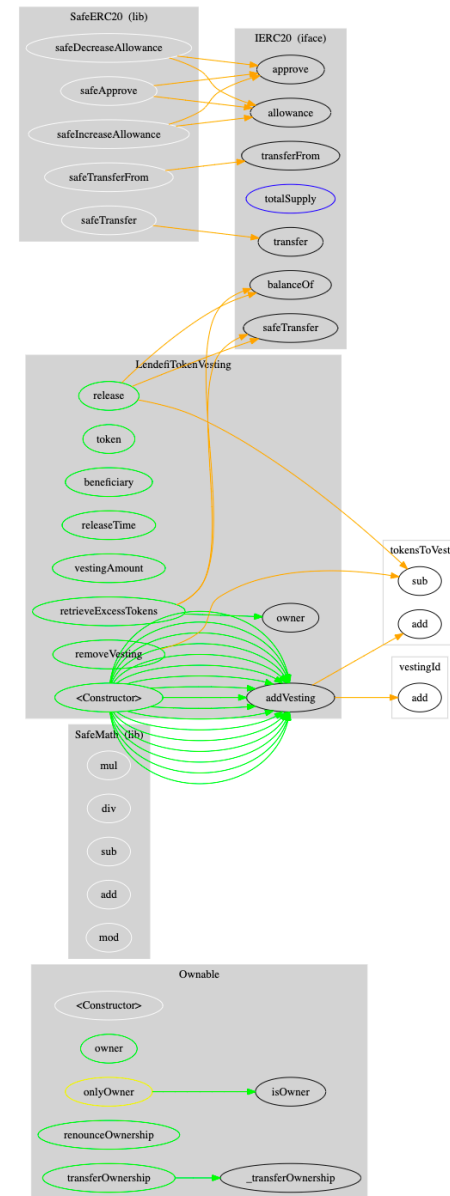 SafeERC20 (lib)
safeDecreaseAllowance
safeApprove
safeIncreaseAllowance
safeTransferFrom
safeTransfer
IERC20 (iface)
approve
allowance
transferFrom
totalSupply
transfer
balanceOf
safeTransfer
LendefiTokenVesting
release
token
beneficiary
releaseTime
vestingAmount
retrieveExcessTokens
removeVesting
<Constructor>
owner
addVesting
tokensToVest
sub
add
vestingId
add
SafeMath (lib)
mul
div
sub
add
mod
Ownable
<Constructor>
owner
onlyOwner
isOwner
renounceOwnership
transferOwnership
_transferOwnership